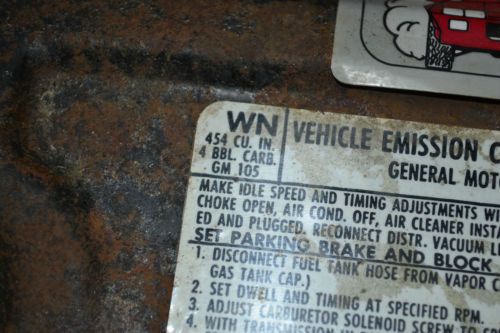 WN
454 CU. IN.
4 BBL. CARB.
GM 105
VEHICLE EMISSION
GENERAL MOTO
MAKE IDLE SPEED AND TIMING ADJUSTMENTS
CHOKE OPEN, AIR COND. OFF, AIR CLEANER INSTA
ED AND PLUGGED. RECONNECT DISTR. VACUUM
SET PARKING BRAKE AND BLOCK
1. DISCONNECT FUEL TANK HOSE FROM VAPOR
GAS TANK CAP.)
2. SET DWELL AND TIMING AT SPECIFIED RPM.
3. ADJUST CARBURETOR SOLENOID SCREW TO
4. WITH TRANSMISSION